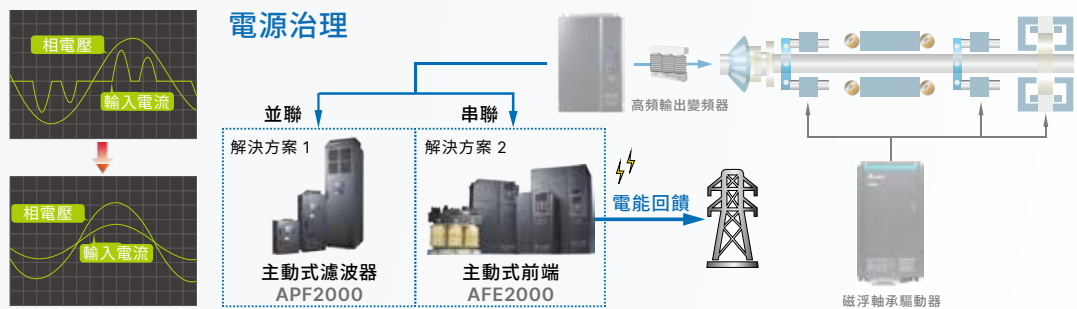 電源治理
相電壓
輸入電流
相電壓
輸入電流
並聯
串聯
解決方案 1
解決方案 2
主動式濾波器
APF2000
主動式前端
AFE2000
電能回饋
高頻輸出變頻器
磁浮軸承驅動器